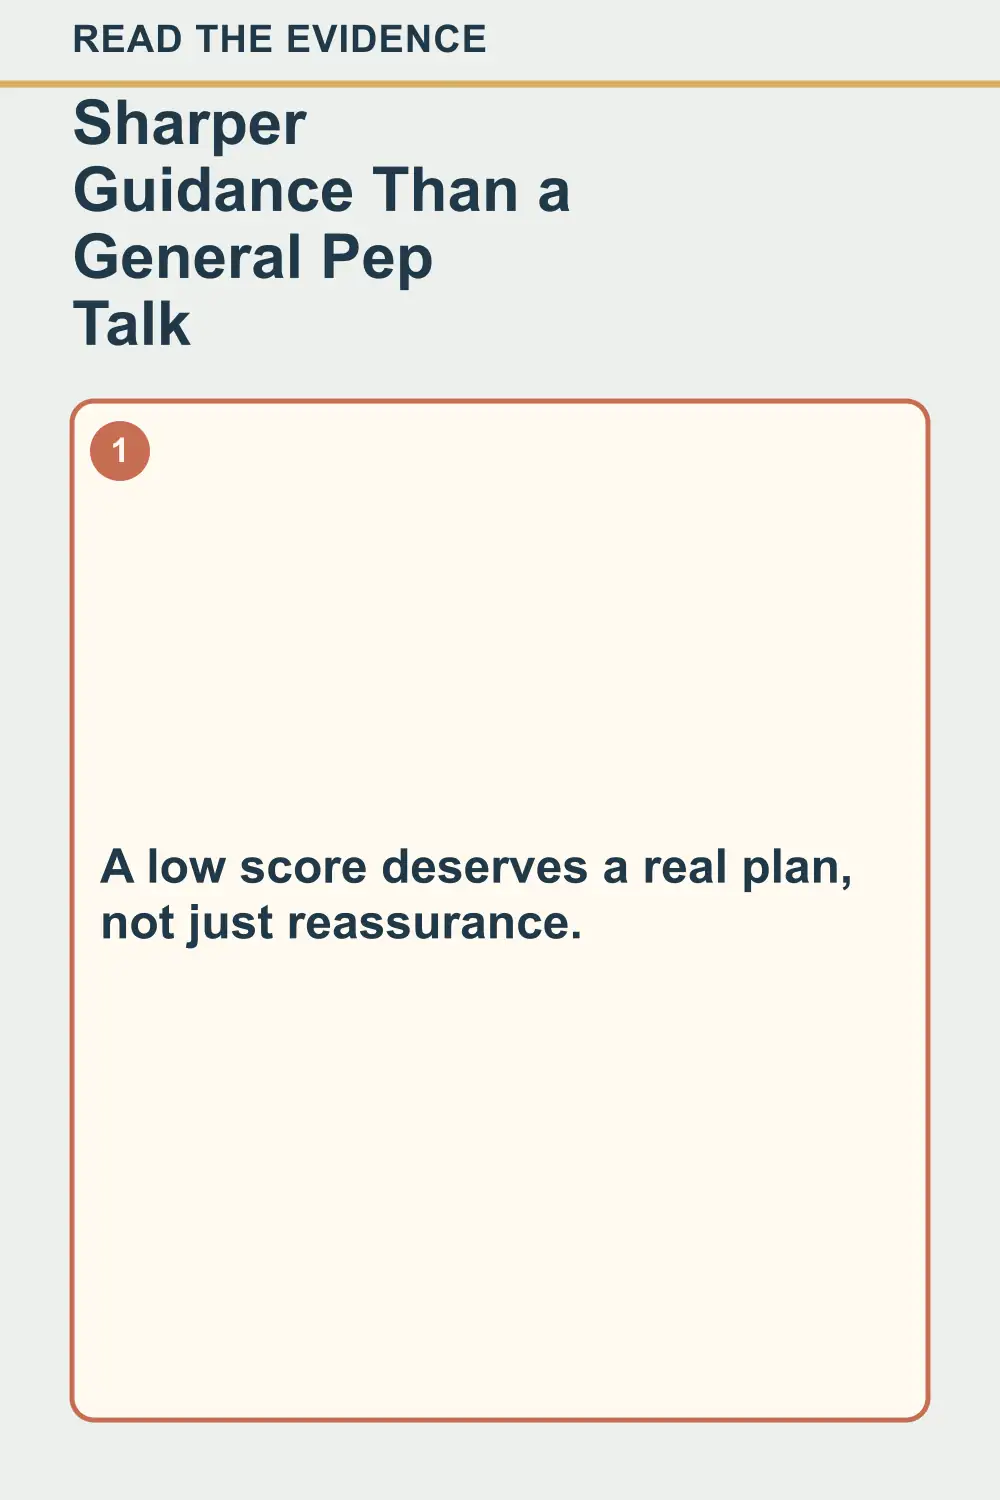 READ THE EVIDENCE
Sharper
Guidance Than a
General Pep
Talk
1
A low score deserves a real plan,
not just reassurance.